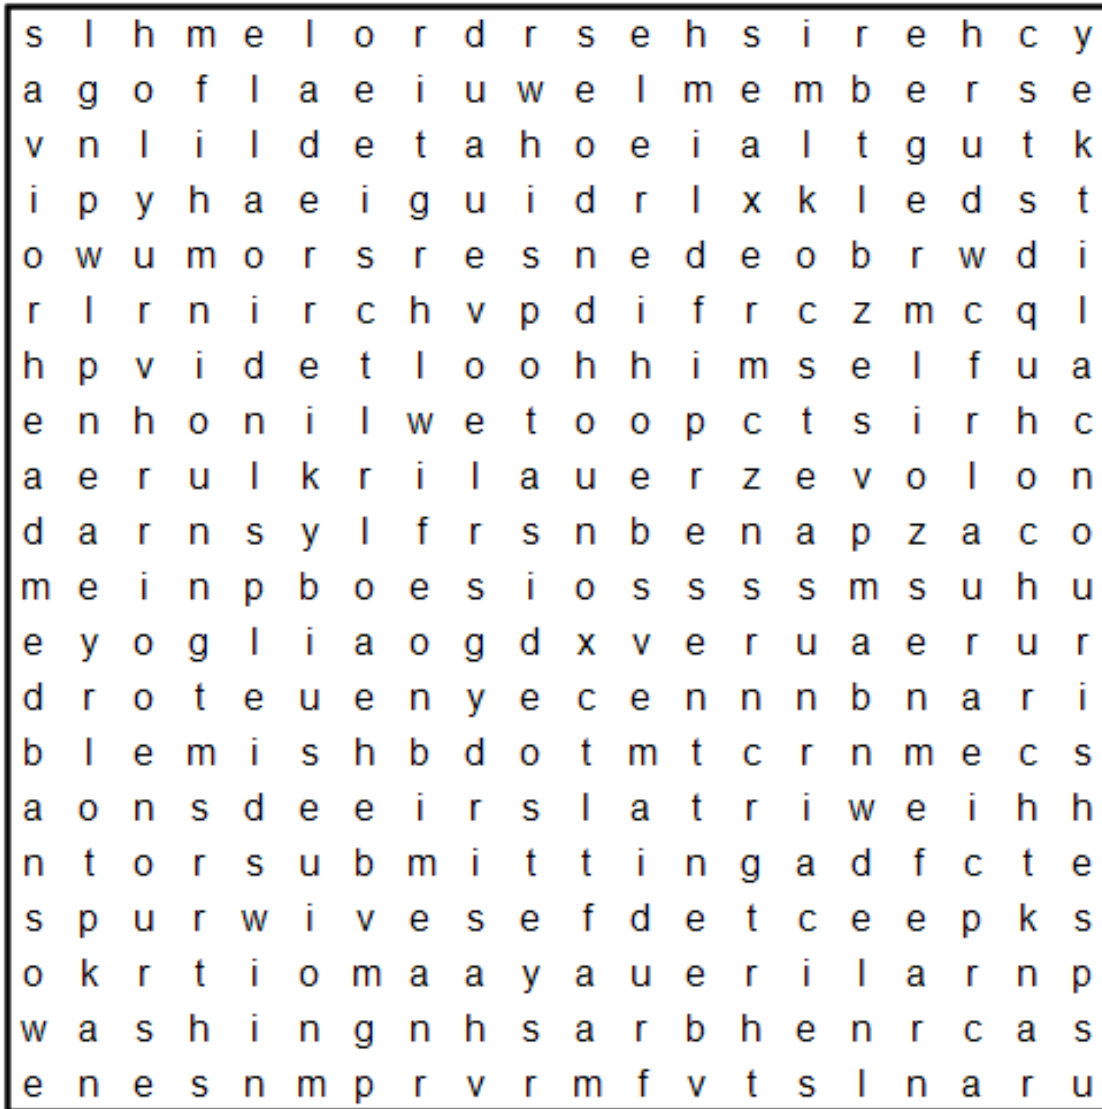 s l h m e l o r d r s e h s i r e h c y
a g o f l a e i u w e l m e m b e r s e
v n l i l d e t a h o e i a l t g u t k
i p y h a e i g u i d r l x k l e d s t
o w u m o r s r e s n e d e o b r w d i
r l r n i r c h v p d i f r c z m c q l
h p v i d e t l o o h h i m s e l f u a
e n h o n i l w e t o o p c t s i r h c
a e r u l k r i l a u e r z e v o l o n
d a r n s y l f r s n b e n a p z a c o
m e i n p b o e s i o s s s s m s u h u
e y o g l i a o g d x v e r u a e r u r
d r o t e u e n y e c e n n n b n a r i
b l e m i s h b d o t m t c r n m e c s
a o n s d e e i r s l a t r i w e i h h
n t o r s u b m i t t i n g a d f c t e
s p u r w i v e s e f d e t c e e p k s
o k r t i o m a a y a u e r i l a r n p
w a s h i n g n h s a r b h e n r c a s
e n e s n m p r v r m f v t s l n a r u